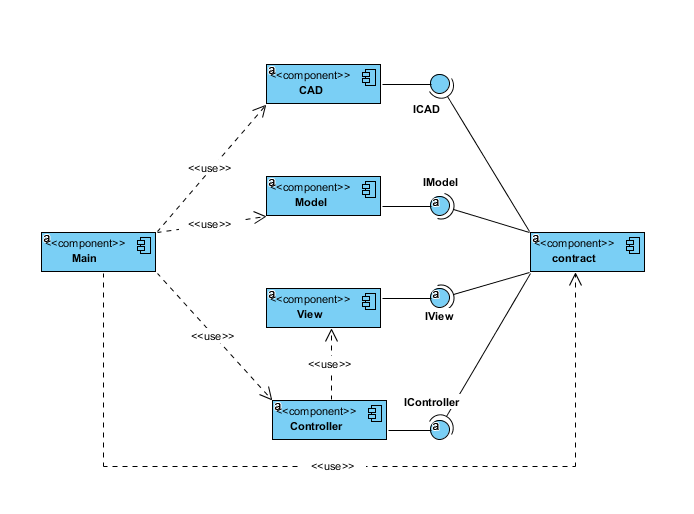 a
<<component>>
CAD
ICAD
<<use>>
a
<<component>>
Model
IModel
a
<<use>>
a
<<component>>
Main
a
<<component>>
contract
a
<<component>>
View
a
IView
<<use>>
<<use>>
a
<<component>>
Controller
IController
a
<<use>>